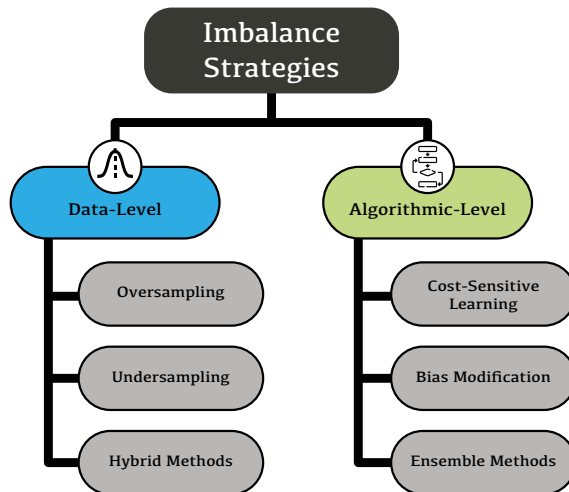 Imbalance
Strategies
Data-Level
Algorithmic-Level
Oversampling
Undersampling
Hybrid Methods
Cost-Sensitive
Learning
Bias Modification
Ensemble Methods